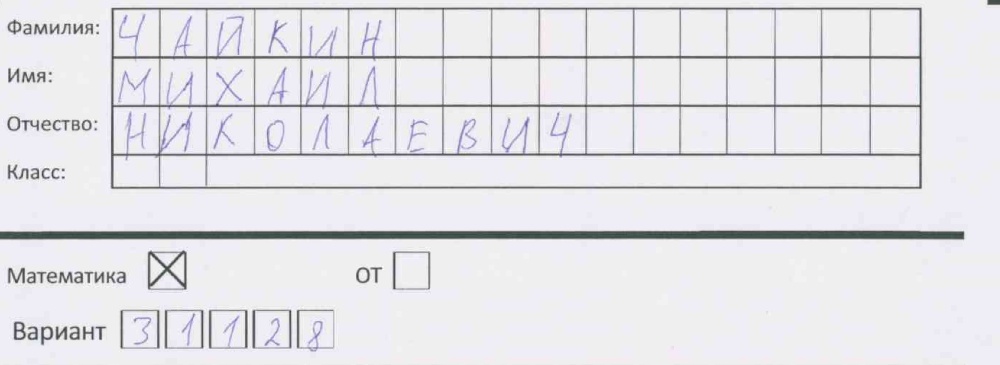 Фамилия: ЧАЙКИН
Имя: МИХАИЛ
Отчество: НИКОЛАЕВИЧ
Класс:
Математика ОТ
Вариант 31128